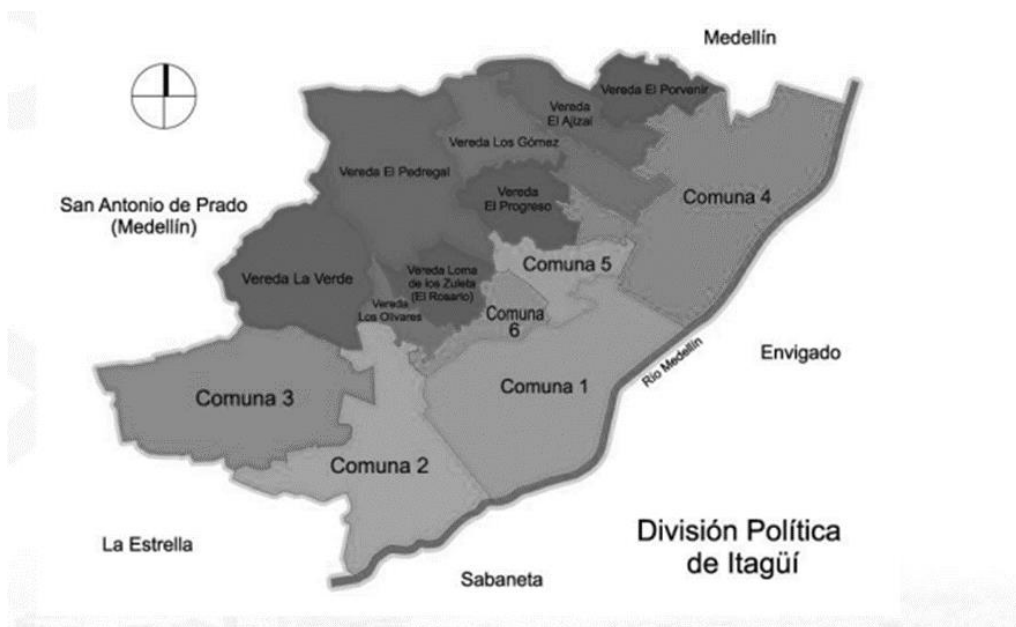 Medellín
Vereda El Porvenir
Vereda
El Ajizal
Vereda Los Gómez
Vereda El Pedregal
Vereda
El Progreso
Comuna 4
San Antonio de Prado
(Medellín)
Comuna 5
Vereda La Verde
Vereda Loma
de los Zuleta
(El Rosario)
Vereda
Los Olivares
Comuna
6
Envigado
Río Medellín
Comuna 1
Comuna 3
Comuna 2
División Política
de Itagüí
La Estrella
Sabaneta